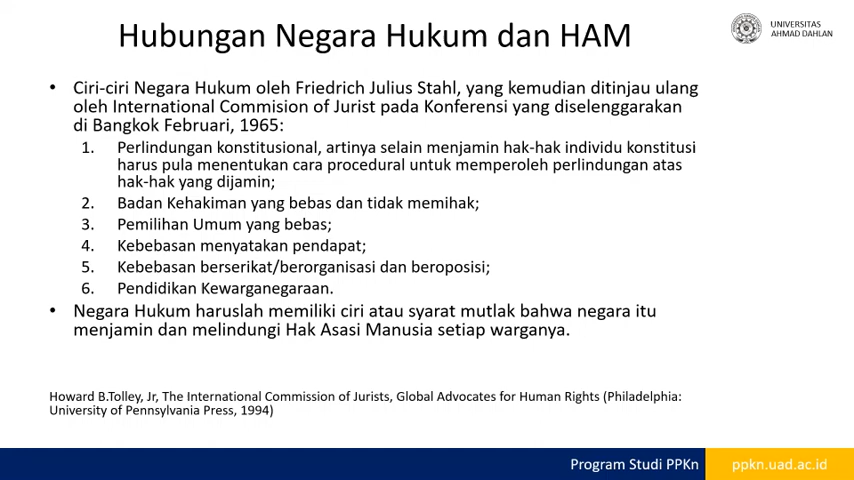 Hubungan Negara Hukum dan HAM
UNIVERSITAS
AHMAD DAHLAN
• Ciri-ciri Negara Hukum oleh Friedrich Julius Stahl, yang kemudian ditinjau ulang
oleh International Commision of Jurist pada Konferensi yang diselenggarakan
di Bangkok Februari, 1965:
1. Perlindungan konstitusional, artinya selain menjamin hak-hak individu konstitusi
harus pula menentukan cara procedural untuk memperoleh perlindungan atas
hak-hak yang dijamin;
2. Badan Kehakiman yang bebas dan tidak memihak;
3. Pemilihan Umum yang bebas;
4. Kebebasan menyatakan pendapat;
5. Kebebasan berserikat/berorganisasi dan beroposisi;
6. Pendidikan Kewarganegaraan.
• Negara Hukum haruslah memiliki ciri atau syarat mutlak bahwa negara itu
menjamin dan melindungi Hak Asasi Manusia setiap warganya.
Howard B.Tolley, Jr, The International Commission of Jurists, Global Advocates for Human Rights (Philadelphia:
University of Pennsylvania Press, 1994)
Program Studi PPKn
ppkn.uad.ac.id